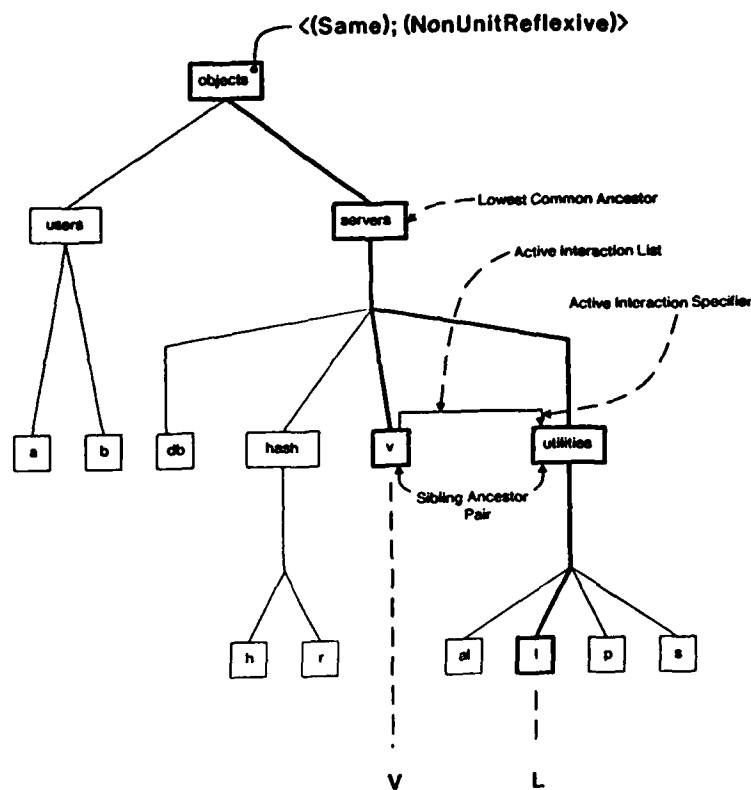 <(Same); (NonUnitReflexive)>
objects
users
servers
Lowest Common Ancestor
Active Interaction List
Active Interaction Specifier
a
b
db
hash
v
utilities
Sibling Ancestor
Pair
h
r
al
l
p
s
V
L